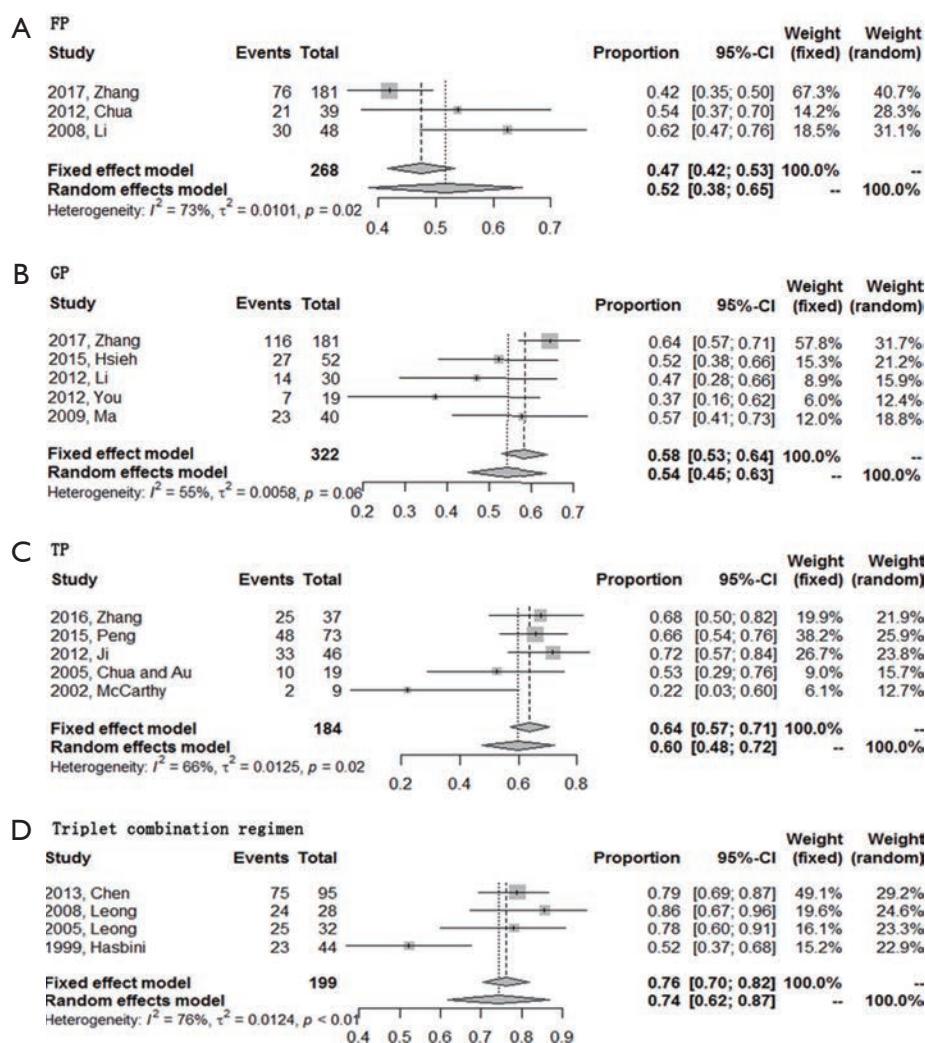 A FP
Weight Weight
Study Events Total Proportion 95%-CI (fixed) (random)
2017, Zhang 76 181 0.42 [0.35; 0.50] 67.3% 40.7%
2012, Chua 21 39 0.54 [0.37; 0.70] 14.2% 28.3%
2008, Li 30 48 0.62 [0.47; 0.76] 18.5% 31.1%
Fixed effect model 268 0.47 [0.42; 0.53] 100.0% --
Random effects model 0.52 [0.38; 0.65] -- 100.0%
Heterogeneity: I² = 73%, τ² = 0.0101, p = 0.02
0.4 0.5 0.6 0.7
B GP
Weight Weight
Study Events Total Proportion 95%-CI (fixed) (random)
2017, Zhang 116 181 0.64 [0.57; 0.71] 57.8% 31.7%
2015, Hsieh 27 52 0.52 [0.38; 0.66] 15.3% 21.2%
2012, Li 14 30 0.47 [0.28; 0.66] 8.9% 15.9%
2012, You 7 19 0.37 [0.16; 0.62] 6.0% 12.4%
2009, Ma 23 40 0.57 [0.41; 0.73] 12.0% 18.8%
Fixed effect model 322 0.58 [0.53; 0.64] 100.0% --
Random effects model 0.54 [0.45; 0.63] -- 100.0%
Heterogeneity: I² = 55%, τ² = 0.0058, p = 0.06
0.2 0.3 0.4 0.5 0.6 0.7
C TP
Weight Weight
Study Events Total Proportion 95%-CI (fixed) (random)
2016, Zhang 25 37 0.68 [0.50; 0.82] 19.9% 21.9%
2015, Peng 48 73 0.66 [0.54; 0.76] 38.2% 25.9%
2012, Ji 33 46 0.72 [0.57; 0.84] 26.7% 23.8%
2005, Chua and Au 10 19 0.53 [0.29; 0.76] 9.0% 15.7%
2002, McCarthy 2 9 0.22 [0.03; 0.60] 6.1% 12.7%
Fixed effect model 184 0.64 [0.57; 0.71] 100.0% --
Random effects model 0.60 [0.48; 0.72] -- 100.0%
Heterogeneity: I² = 66%, τ² = 0.0125, p = 0.02
0.2 0.4 0.6 0.8
D Triplet combination regimen
Weight Weight
Study Events Total Proportion 95%-CI (fixed) (random)
2013, Chen 75 95 0.79 [0.69; 0.87] 49.1% 29.2%
2008, Leong 24 28 0.86 [0.67; 0.96] 19.6% 24.6%
2005, Leong 25 32 0.78 [0.60; 0.91] 16.1% 23.3%
1999, Hasbini 23 44 0.52 [0.37; 0.68] 15.2% 22.9%
Fixed effect model 199 0.76 [0.70; 0.82] 100.0% --
Random effects model 0.74 [0.62; 0.87] -- 100.0%
Heterogeneity: I² = 76%, τ² = 0.0124, p < 0.01
0.4 0.5 0.6 0.7 0.8 0.9